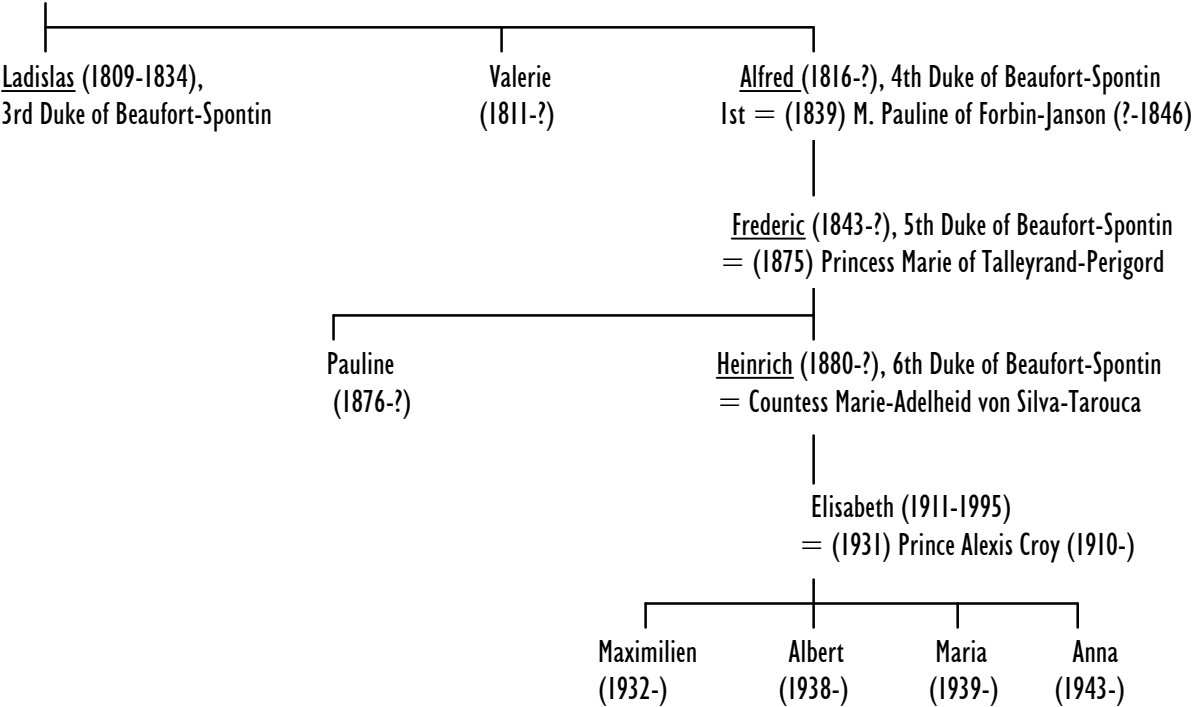 Ladislas (1809-1834),
3rd Duke of Beaufort-Spontin
Valerie
(1811-?)
Alfred (1816-?), 4th Duke of Beaufort-Spontin
1st = (1839) M. Pauline of Forbin-Janson (?-1846)
Frederic (1843-?), 5th Duke of Beaufort-Spontin
= (1875) Princess Marie of Talleyrand-Perigord
Pauline
(1876-?)
Heinrich (1880-?), 6th Duke of Beaufort-Spontin
= Countess Marie-Adelheid von Silva-Tarouca
Elisabeth (1911-1995)
= (1931) Prince Alexis Croy (1910-)
Maximilien
(1932-)
Albert
(1938-)
Maria
(1939-)
Anna
(1943-)